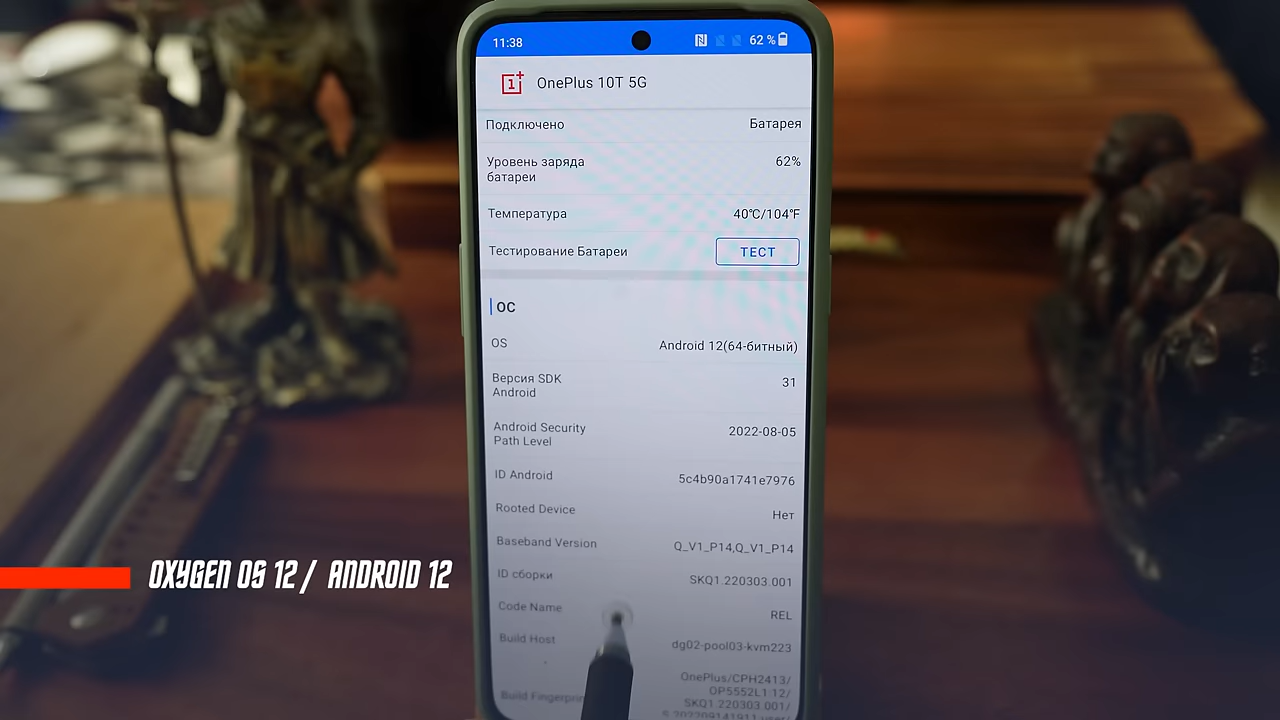 11:38
62 %
OnePlus 10T 5G
Подключено Батарея
Уровень заряда 62%
батареи
Температура 40℃/104℉
Тестирование Батареи ТЕСТ
ОС
OS Android 12(64-битный)
Версия SDK 31
Android
Android Security 2022-08-05
Path Level
ID Android 5c4b90a1741e7976
Rooted Device Нет
Baseband Version Q_V1_P14,Q_V1_P14
ID сборки SKQ1.220303.001
OXYGEN OS 12 / ANDROID 12
Code Name REL
Build Host dg02-pool03-kvm223
Build Fingerprin OnePlus/CPH2413/
OP5552L1:12/
SKQ1.220303.001/